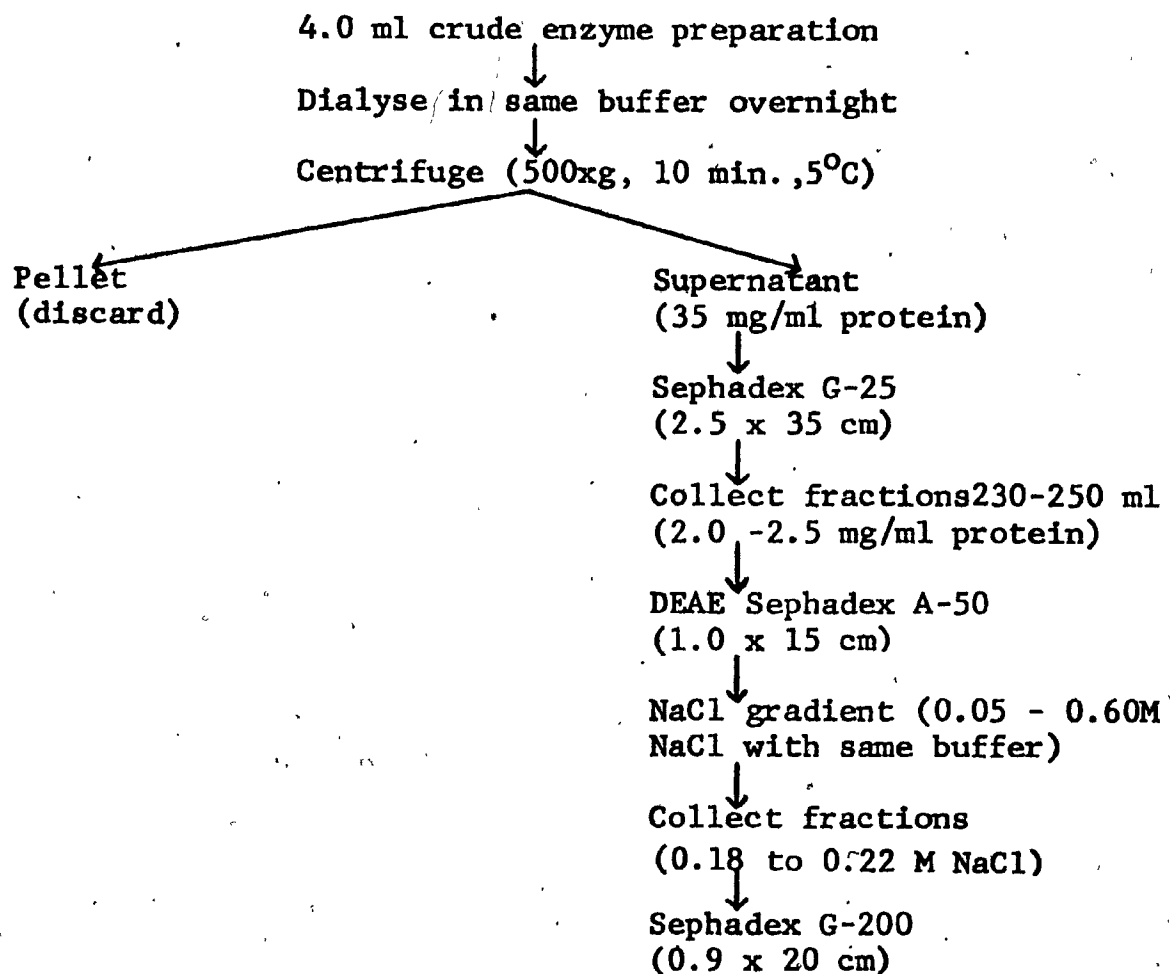 4.0 ml crude enzyme preparation
Dialyse in same buffer overnight
Centrifuge (500xg, 10 min.,5°C)
Pellet
(discard)
Supernatant
(35 mg/ml protein)
Sephadex G-25
(2.5 x 35 cm)
Collect fractions230-250 ml
(2.0 -2.5 mg/ml protein)
DEAE Sephadex A-50
(1.0 x 15 cm)
NaCl gradient (0.05 - 0.60M
NaCl with same buffer)
Collect fractions
(0.18 to 0.22 M NaCl)
Sephadex G-200
(0.9 x 20 cm)